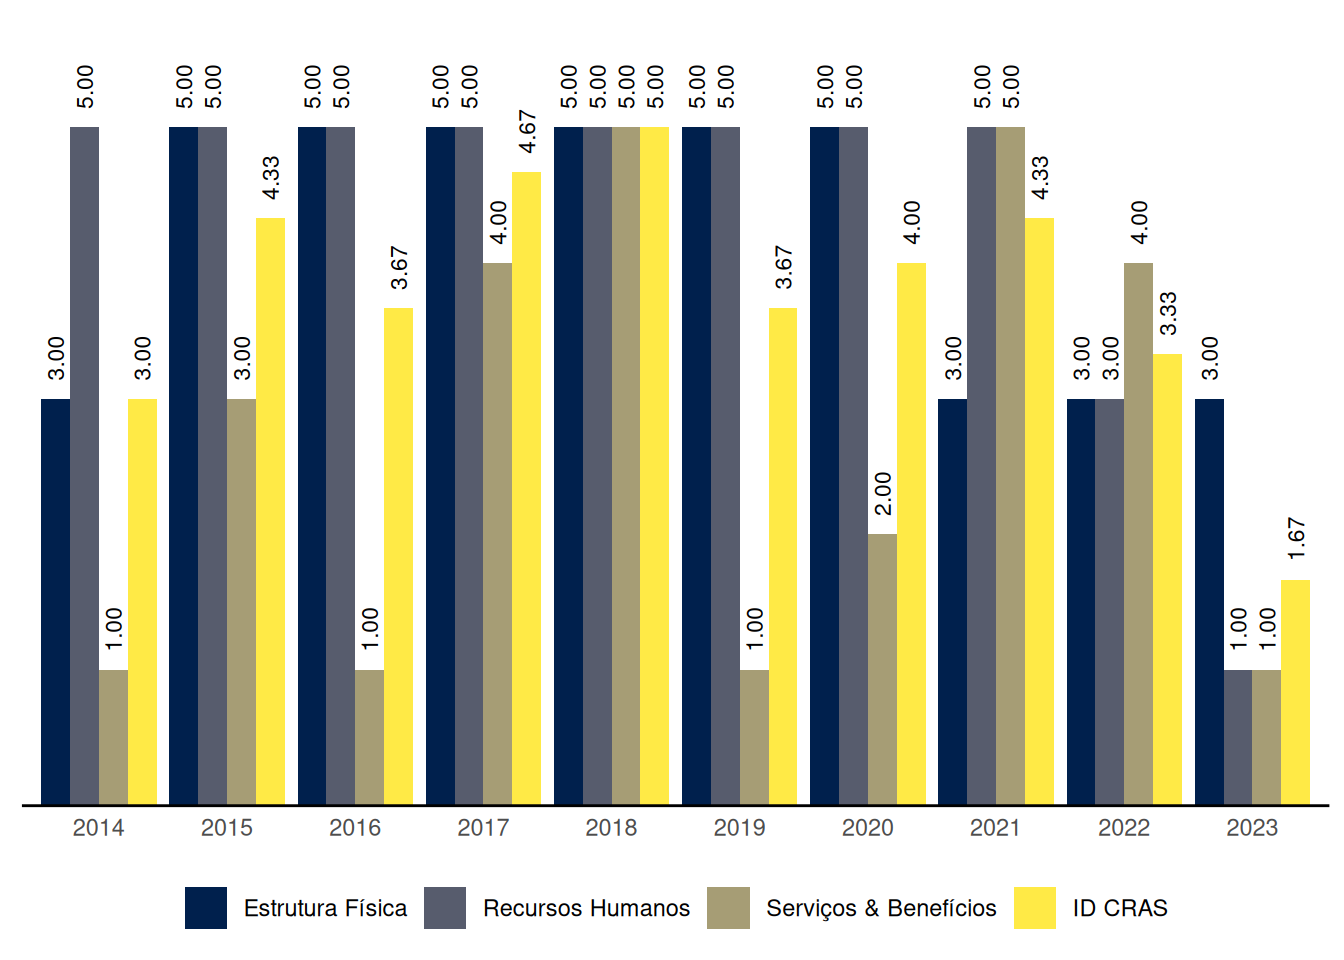 3.00 5.00 1.00 3.00
5.00 5.00 3.00 4.33
5.00 5.00 1.00 3.67
5.00 5.00 4.00 4.67
5.00 5.00 5.00 5.00
5.00 5.00 1.00 3.67
5.00 5.00 2.00 4.00
3.00 5.00 5.00 4.33
3.00 3.00 4.00 3.33
3.00 1.00 1.00 1.67
2014 2015 2016 2017 2018 2019 2020 2021 2022 2023
Estrutura Física Recursos Humanos Serviços & Benefícios ID CRAS